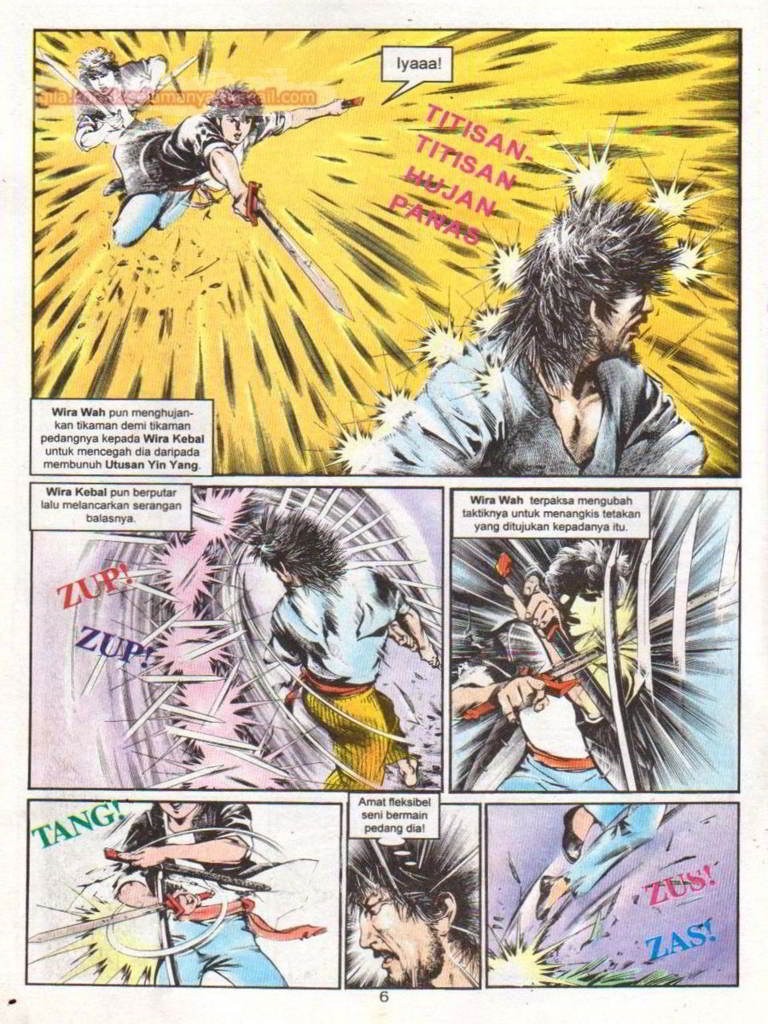 Iyaaa!
TITISAN-
TITISAN
HUJAN
PANAS
Wira Wah pun menghujan-
kan tikaman demi tikaman
pedangnya kepada Wira Kebal
untuk mencegah dia daripada
membunuh Utusan Yin Yang.
Wira Kebal pun berputar
lalu melancarkan serangan
balasnya.
ZUP!
ZUP!
Wira Wah terpaksa mengubah
taktiknya untuk menangkis tetakan
yang ditujukan kepadanya itu.
TANG!
Amat fleksibel
seni bermain
pedang dia!
ZUS!
ZAS!
6